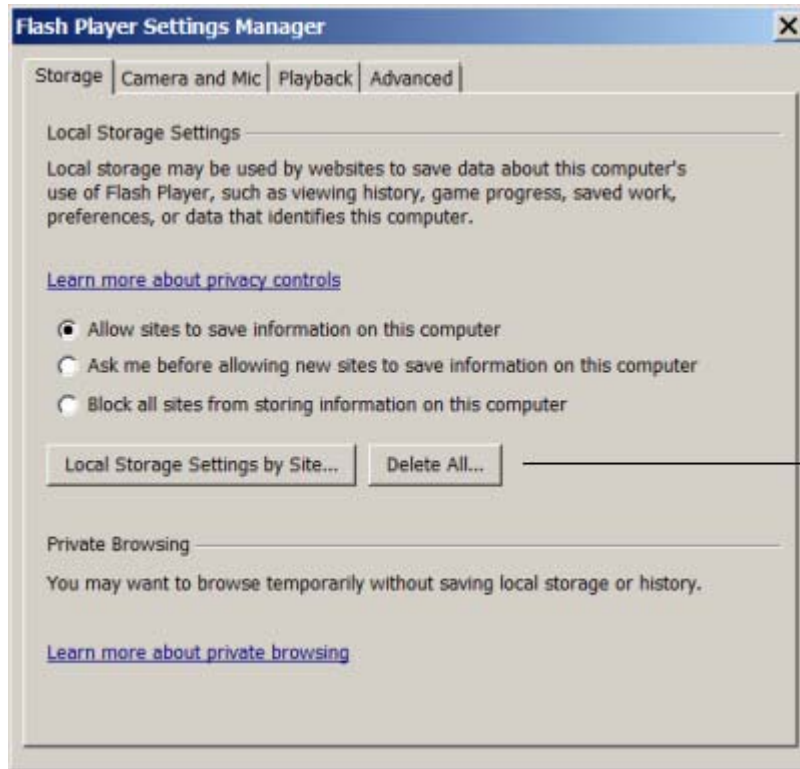 Flash Player Settings Manager
Storage
Camera and Mic
Playback
Advanced
Local Storage Settings
Local storage may be used by websites to save data about this computer's
use of Flash Player, such as viewing history, game progress, saved work,
preferences, or data that identifies this computer.
Learn more about privacy controls
Allow sites to save information on this computer
Ask me before allowing new sites to save information on this computer
Block all sites from storing information on this computer
Local Storage Settings by Site...
Delete All...
Private Browsing
You may want to browse temporarily without saving local storage or history.
Learn more about private browsing